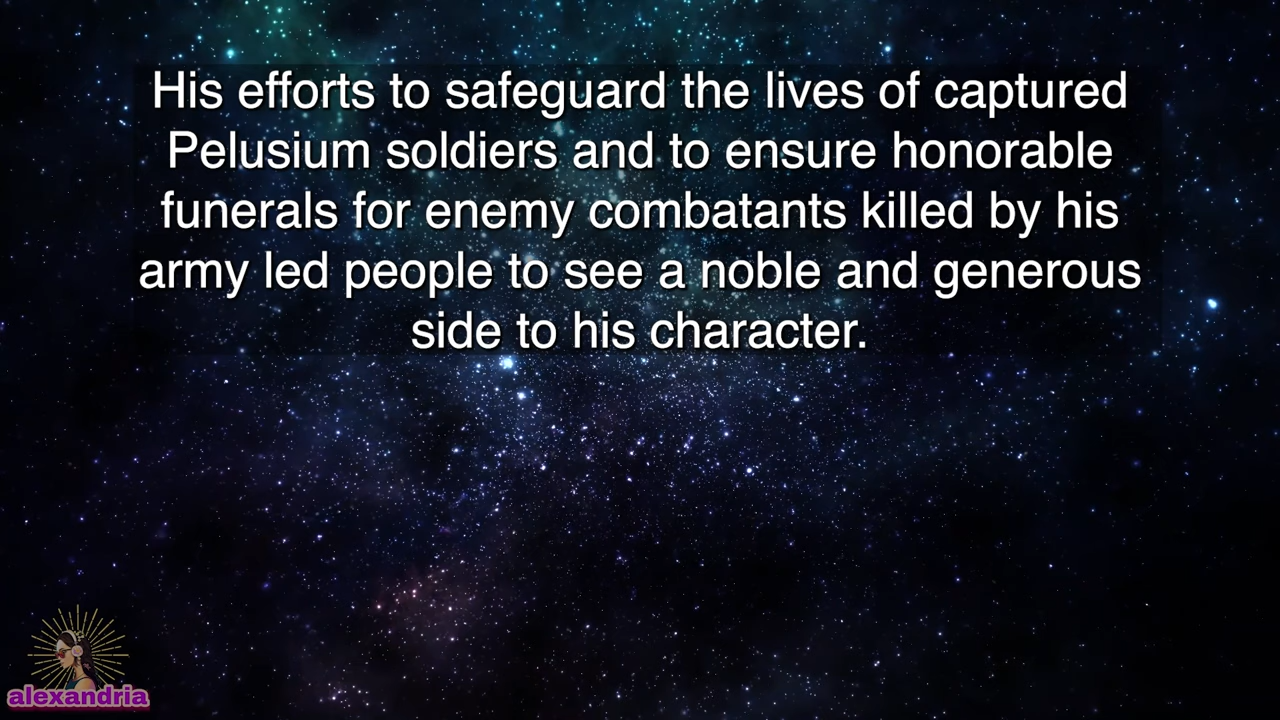 His efforts to safeguard the lives of captured
Pelusium soldiers and to ensure honorable
funerals for enemy combatants killed by his
army led people to see a noble and generous
side to his character.
alexandria